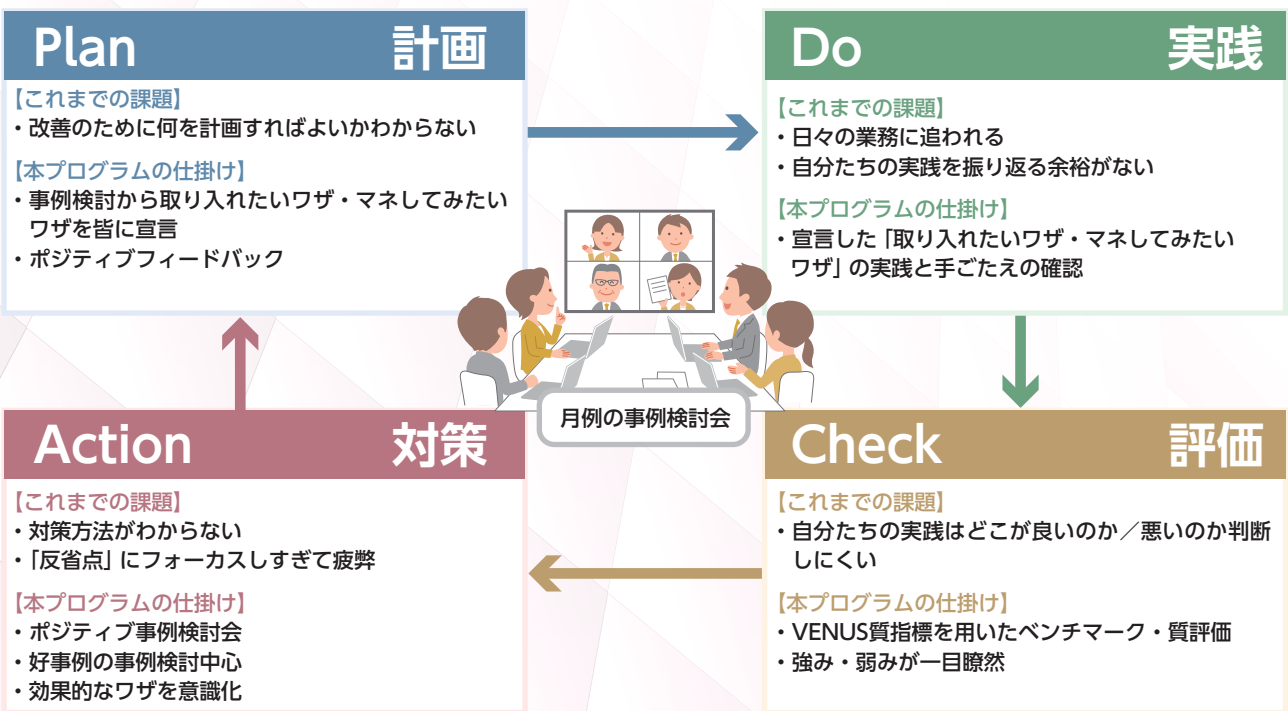 Plan 計画
【これまでの課題】
・改善のために何を計画すればよいかわからない
【本プログラムの仕掛け】
・事例検討から取り入れたいワザ・マネしてみたい
ワザを皆に宣言
・ポジティブフィードバック
Do 実践
【これまでの課題】
・日々の業務に追われる
・自分たちの実践を振り返る余裕がない
【本プログラムの仕掛け】
・宣言した「取り入れたいワザ・マネしてみたい
ワザ」の実践と手ごたえの確認
月例の事例検討会
Action 対策
【これまでの課題】
・対策方法がわからない
・「反省点」にフォーカスしすぎて疲弊
【本プログラムの仕掛け】
・ポジティブ事例検討会
・好事例の事例検討中心
・効果的なワザを意識化
Check 評価
【これまでの課題】
・自分たちの実践はどこが良いのか／悪いのか判断
しにくい
【本プログラムの仕掛け】
・VENUS質指標を用いたベンチマーク・質評価
・強み・弱みが一目瞭然